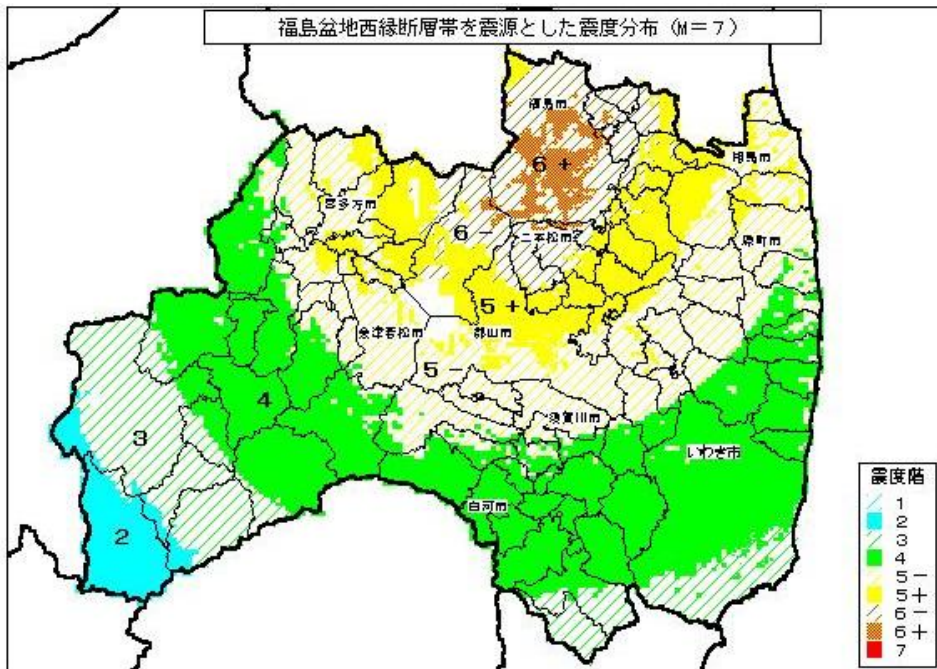 福島盆地西縁断層帯を震源とした震度分布（M＝7）
福島市
6＋
相馬市
喜多方市
6－
二本松市
原町市
5＋
会津若松市
郡山市
5－
4
須賀川市
3
いわき市
白河市
2
震度階
1
2
3
4
5－
5＋
6－
6＋
7